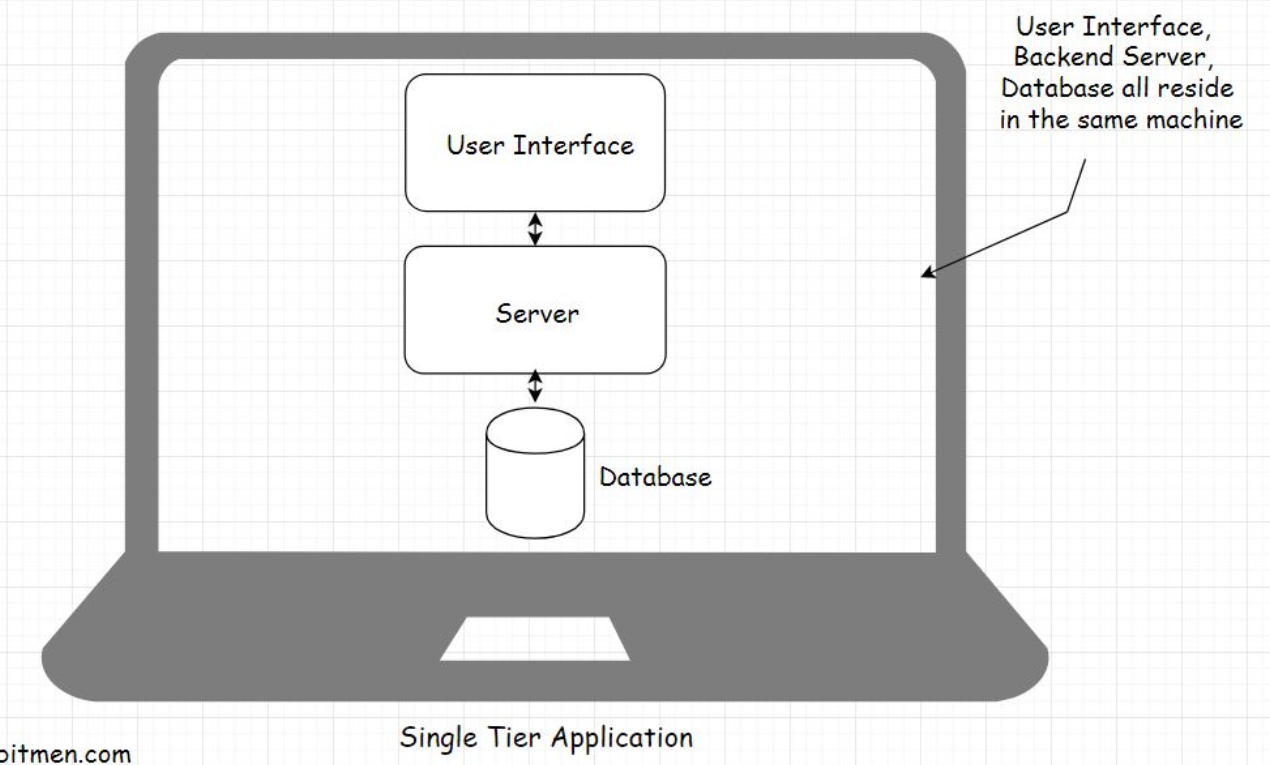 User Interface,
Backend Server,
Database all reside
in the same machine
User Interface
Server
Database
Single Tier Application
bitmen.com